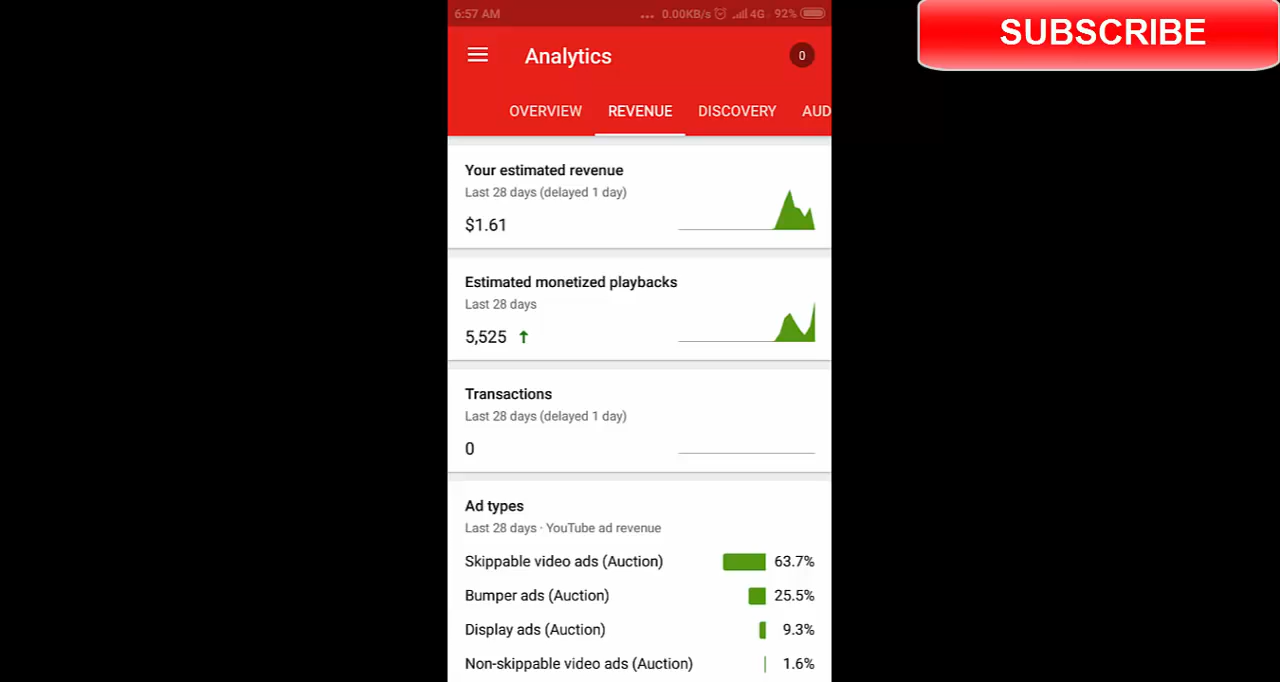 6:57 AM ... 0.00KB/s 4G 92%
SUBSCRIBE
Analytics 0
OVERVIEW REVENUE DISCOVERY AUD
Your estimated revenue
Last 28 days (delayed 1 day)
$1.61
Estimated monetized playbacks
Last 28 days
5,525 ↑
Transactions
Last 28 days (delayed 1 day)
0
Ad types
Last 28 days · YouTube ad revenue
Skippable video ads (Auction) 63.7%
Bumper ads (Auction) 25.5%
Display ads (Auction) 9.3%
Non-skippable video ads (Auction) 1.6%